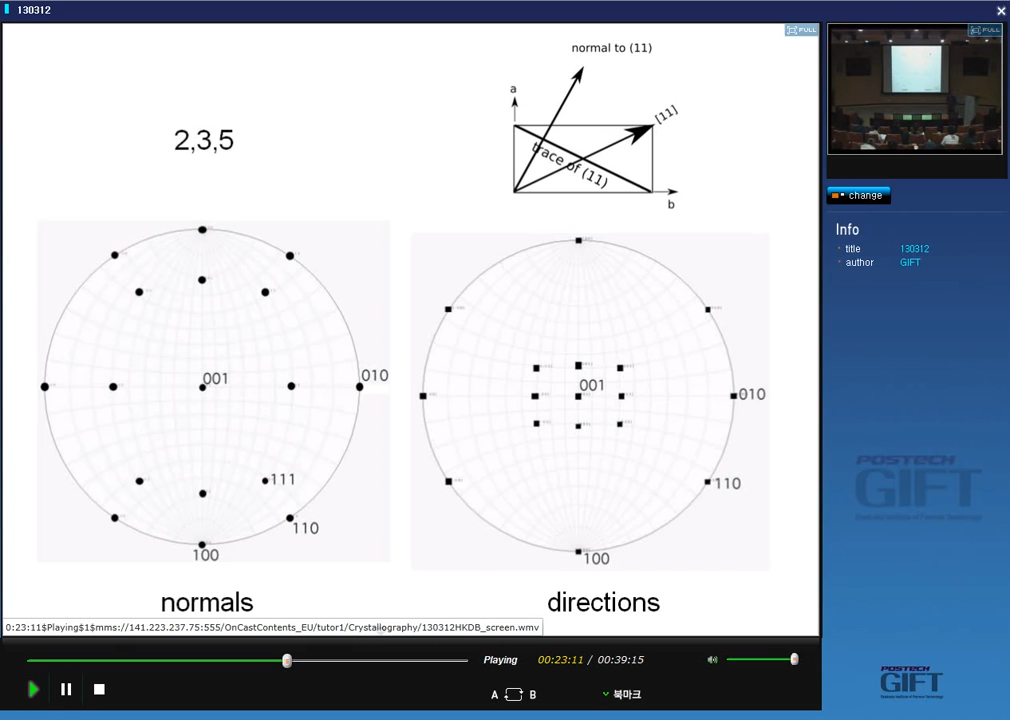 130312
FULL
FULL
normal to (11)
a
[11]
trace of (11)
b
2,3,5
001
010
111
110
100
001
010
110
100
normals
directions
0:23:11$Playing$1$mms://141.223.237.75:555/OnCastContents_EU/tutor1/Crystallography/130312HKDB_screen.wmv
Playing
00:23:11 / 00:39:15
A B
북마크
change
Info
title 130312
author GIFT
POSTECH
GIFT
POSTECH
GIFT